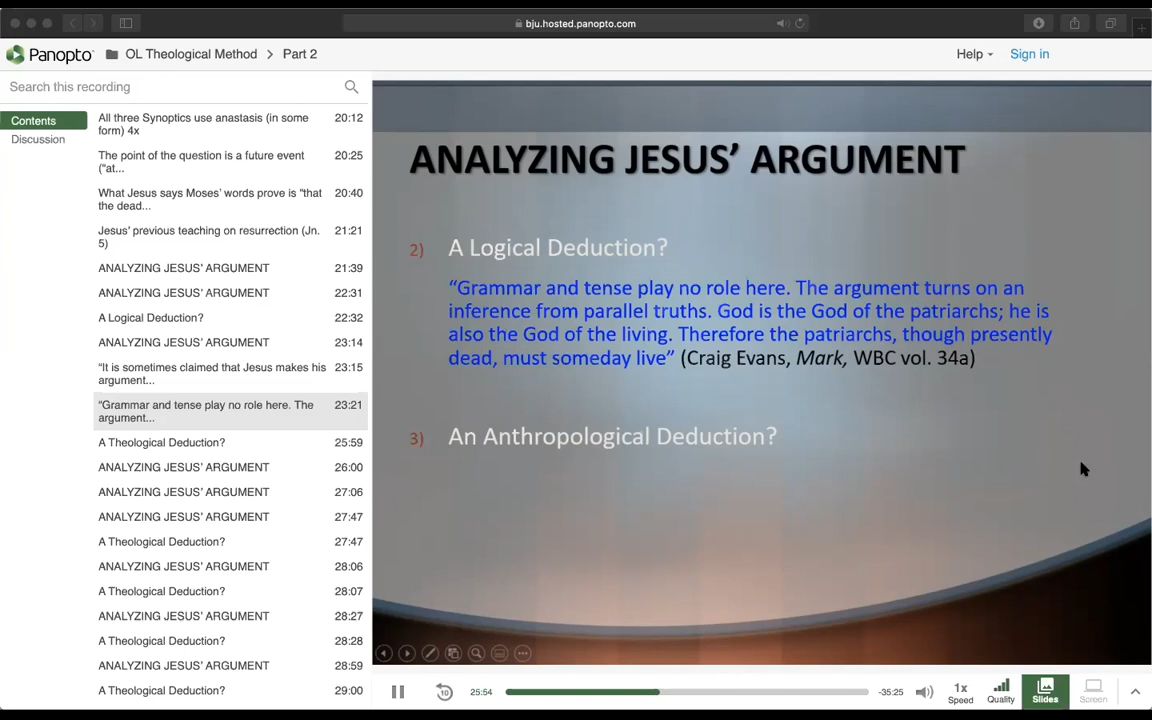 bju.hosted.panopto.com
Panopto
OL Theological Method > Part 2
Help
Sign in
Search this recording
Contents
Discussion
All three Synoptics use anastasis (in some
form) 4x
20:12
The point of the question is a future event
("at...
20:25
What Jesus says Moses' words prove is "that
the dead...
20:40
Jesus' previous teaching on resurrection (Jn.
5)
21:21
ANALYZING JESUS' ARGUMENT 21:39
ANALYZING JESUS' ARGUMENT 22:31
A Logical Deduction? 22:32
ANALYZING JESUS' ARGUMENT 23:14
"It is sometimes claimed that Jesus makes his
argument...
23:15
"Grammar and tense play no role here. The
argument...
23:21
A Theological Deduction? 25:59
ANALYZING JESUS' ARGUMENT 26:00
ANALYZING JESUS' ARGUMENT 27:06
ANALYZING JESUS' ARGUMENT 27:47
A Theological Deduction? 27:47
ANALYZING JESUS' ARGUMENT 28:06
A Theological Deduction? 28:07
ANALYZING JESUS' ARGUMENT 28:27
A Theological Deduction? 28:28
ANALYZING JESUS' ARGUMENT 28:59
A Theological Deduction? 29:00
ANALYZING JESUS' ARGUMENT
2) A Logical Deduction?
"Grammar and tense play no role here. The argument turns on an
inference from parallel truths. God is the God of the patriarchs; he is
also the God of the living. Therefore the patriarchs, though presently
dead, must someday live" (Craig Evans, Mark, WBC vol. 34a)
3) An Anthropological Deduction?
10
25:54
-35:25
1x
Speed
Quality
Slides
Screen